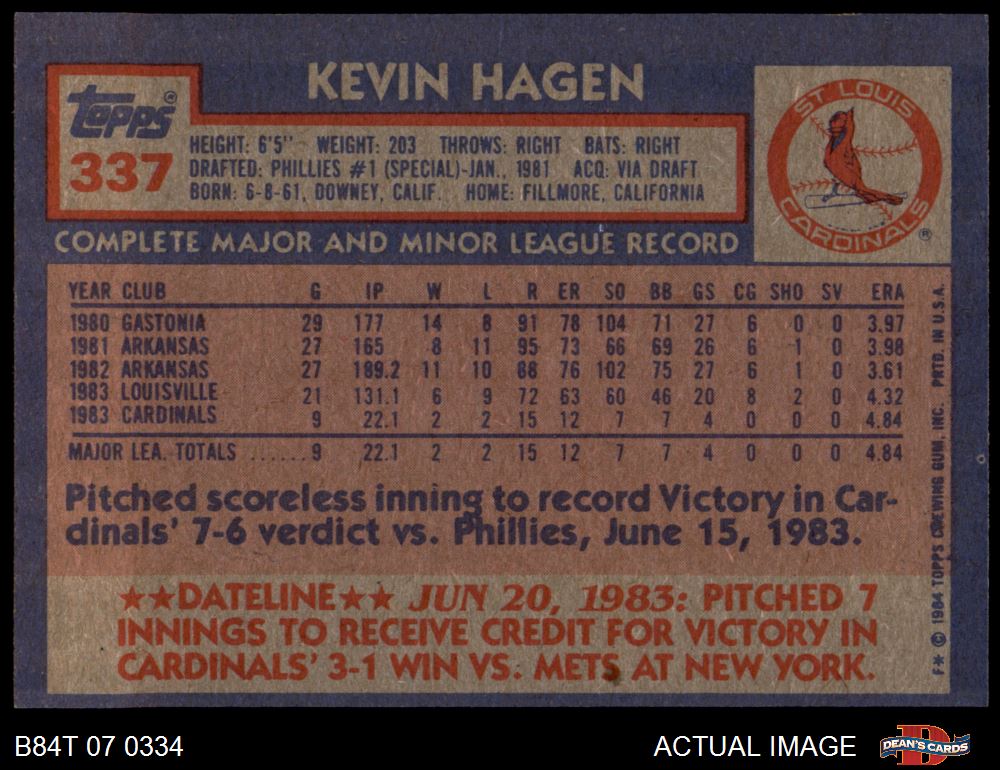 KEVIN HAGEN
Topps®
337
HEIGHT: 6'5" WEIGHT: 203 THROWS: RIGHT BATS: RIGHT
DRAFTED: PHILLIES #1 (SPECIAL)-JAN., 1981 ACQ: VIA DRAFT
BORN: 6-8-61, DOWNEY, CALIF. HOME: FILLMORE, CALIFORNIA
ST LOUIS
CARDINALS ®
COMPLETE MAJOR AND MINOR LEAGUE RECORD
YEAR CLUB G IP W L R ER SO BB GS CG SHO SV ERA
1980 GASTONIA 29 177 14 8 91 78 104 71 27 6 0 0 3.97
1981 ARKANSAS 27 165 8 11 95 73 66 69 26 6 1 0 3.98
1982 ARKANSAS 27 189.2 11 10 88 76 102 75 27 6 1 0 3.61
1983 LOUISVILLE 21 131.1 6 9 72 63 60 46 20 8 2 0 4.32
1983 CARDINALS 9 22.1 2 2 15 12 7 7 4 0 0 0 4.84
MAJOR LEA. TOTALS ......9 22.1 2 2 15 12 7 7 4 0 0 0 4.84
Pitched scoreless inning to record Victory in Car-
dinals' 7-6 verdict vs. Phillies, June 15, 1983.
★★DATELINE★★ JUN 20, 1983: PITCHED 7
INNINGS TO RECEIVE CREDIT FOR VICTORY IN
CARDINALS' 3-1 WIN VS. METS AT NEW YORK.
F★ © 1984 TOPPS CHEWING GUM, INC. PRTD. IN U.S.A.
B84T 07 0334
ACTUAL IMAGE
D
DEAN'S CARDS